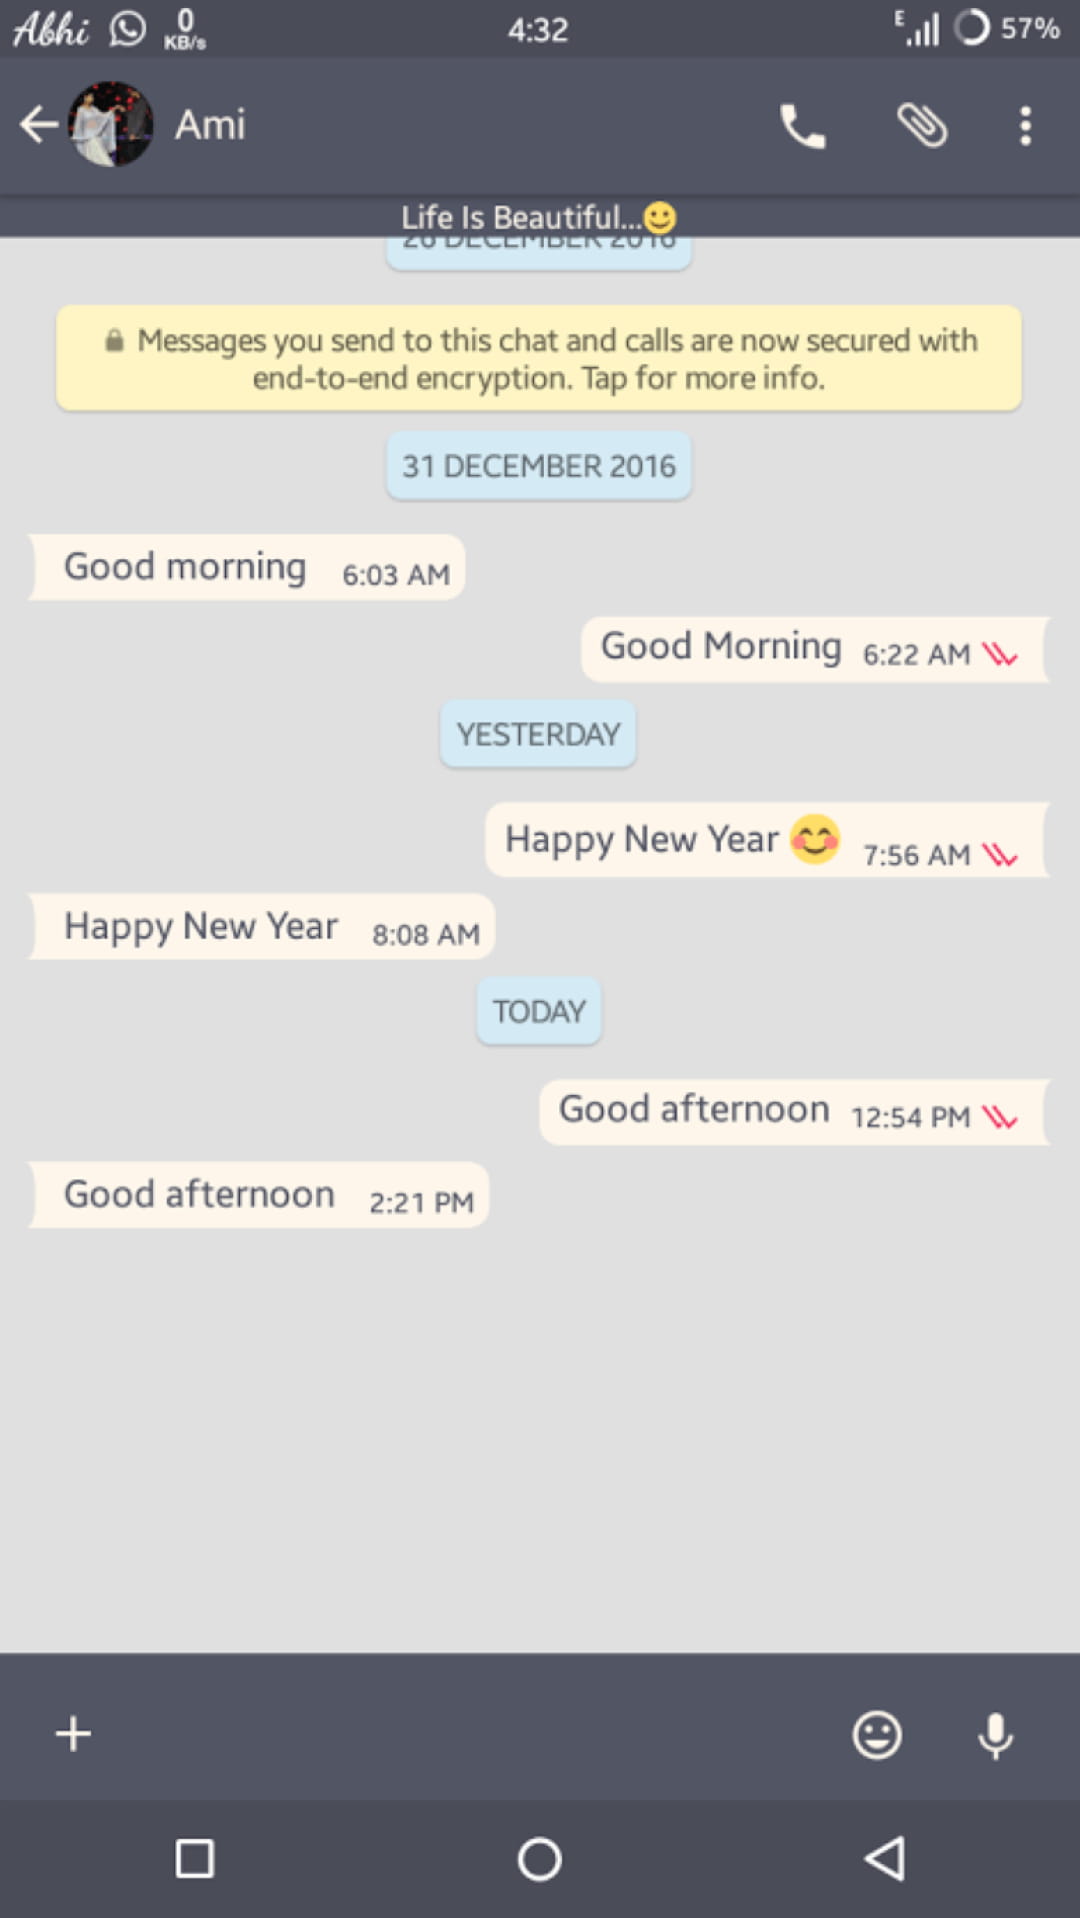 Abhi 0 KB/s 4:32 E 57%
Ami
Life Is Beautiful...🙂
26 DECEMBER 2016
🔒 Messages you send to this chat and calls are now secured with
end-to-end encryption. Tap for more info.
31 DECEMBER 2016
Good morning 6:03 AM
Good Morning 6:22 AM
YESTERDAY
Happy New Year 😊 7:56 AM
Happy New Year 8:08 AM
TODAY
Good afternoon 12:54 PM
Good afternoon 2:21 PM